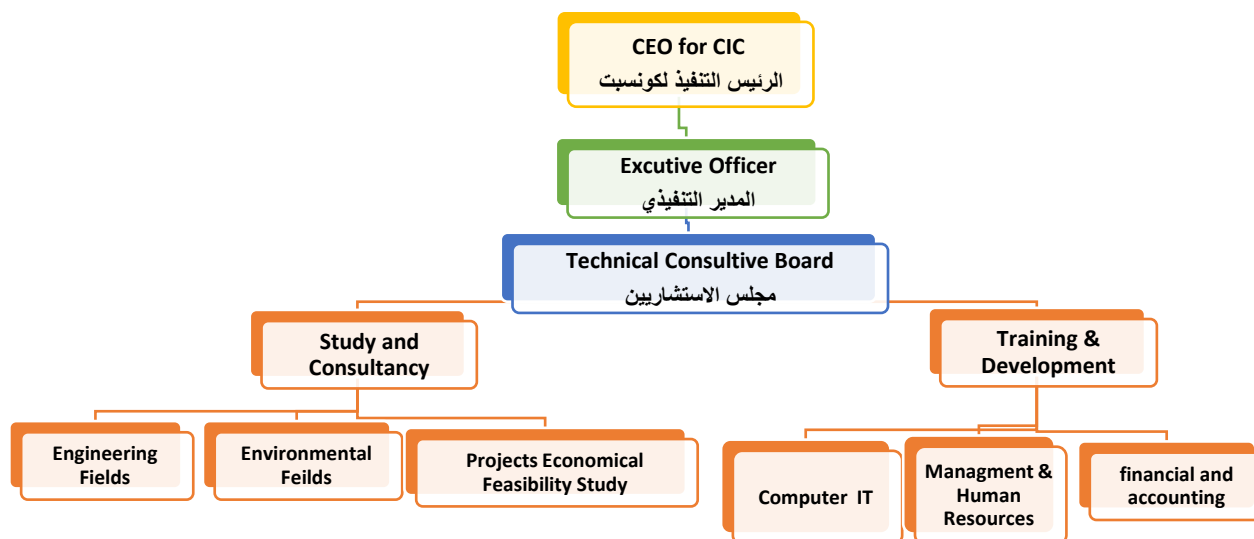 CEO for CIC
الرئيس التنفيذ لكونسبت
Excutive Officer
المدير التنفيذي
Technical Consultive Board
مجلس الاستشاريين
Study and
Consultancy
Training &
Development
Engineering
Fields
Environmental
Feilds
Projects Economical
Feasibility Study
Computer IT
Managment &
Human
Resources
financial and
accounting